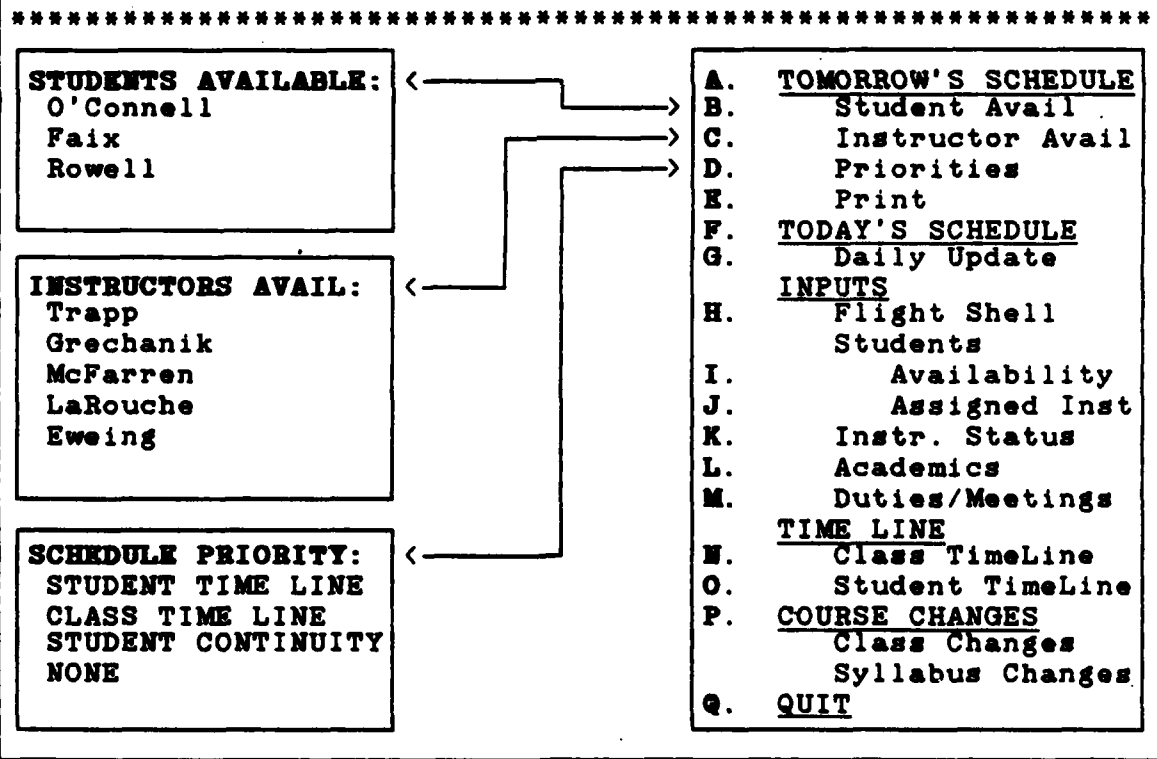 STUDENTS AVAILABLE:
O'Connell
Faix
Rowell
INSTRUCTORS AVAIL:
Trapp
Grechanik
McFarren
LaRouche
Eweing
SCHEDULE PRIORITY:
STUDENT TIME LINE
CLASS TIME LINE
STUDENT CONTINUITY
NONE
A. TOMORROW'S SCHEDULE
B. Student Avail
C. Instructor Avail
D. Priorities
E. Print
F. TODAY'S SCHEDULE
G. Daily Update
INPUTS
H. Flight Shell
Students
I. Availability
J. Assigned Inst
K. Instr. Status
L. Academics
M. Duties/Meetings
TIME LINE
N. Class TimeLine
O. Student TimeLine
P. COURSE CHANGES
Class Changes
Syllabus Changes
Q. QUIT